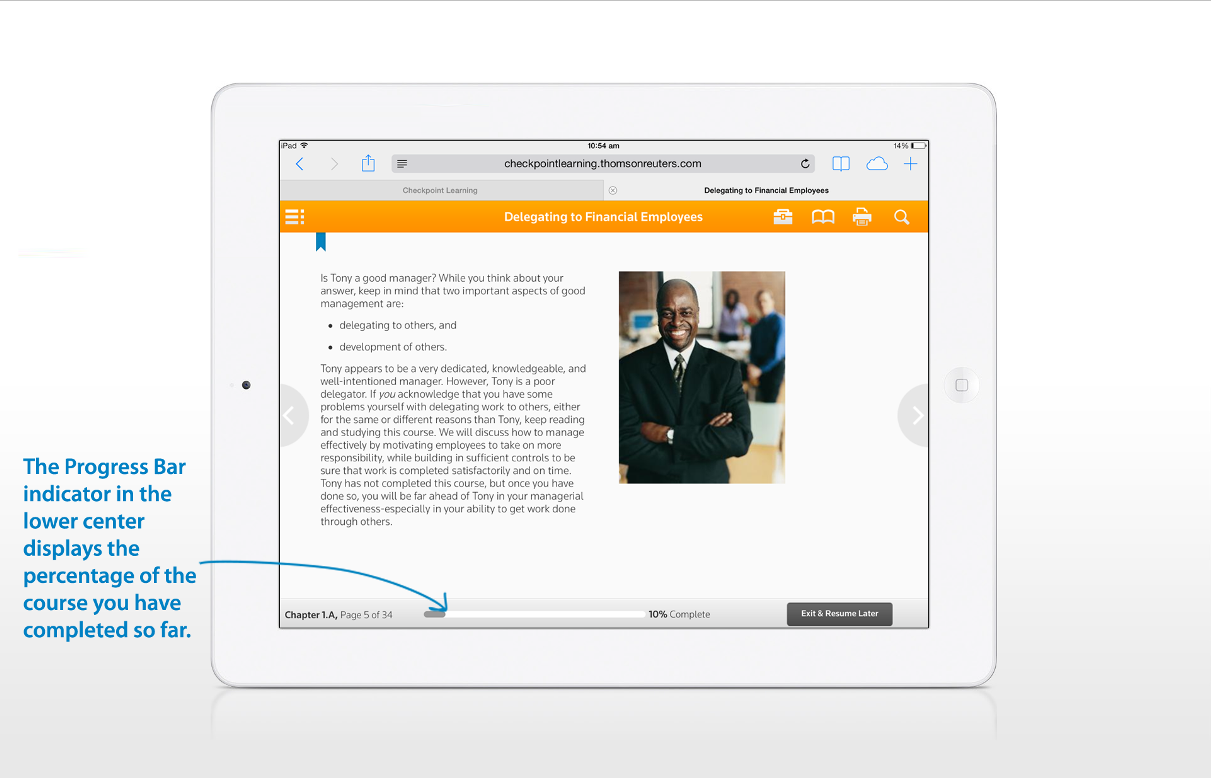 iPad 10:54 am 14%
checkpointlearning.thomsonreuters.com
Checkpoint Learning Delegating to Financial Employees
Delegating to Financial Employees
Is Tony a good manager? While you think about your
answer, keep in mind that two important aspects of good
management are:
• delegating to others, and
• development of others.
Tony appears to be a very dedicated, knowledgeable, and
well-intentioned manager. However, Tony is a poor
delegator. If you acknowledge that you have some
problems yourself with delegating work to others, either
for the same or different reasons than Tony, keep reading
and studying this course. We will discuss how to manage
effectively by motivating employees to take on more
responsibility, while building in sufficient controls to be
sure that work is completed satisfactorily and on time.
Tony has not completed this course, but once you have
done so, you will be far ahead of Tony in your managerial
effectiveness-especially in your ability to get work done
through others.
The Progress Bar
indicator in the
lower center
displays the
percentage of the
course you have
completed so far.
Chapter 1.A, Page 5 of 34 10% Complete Exit & Resume Later